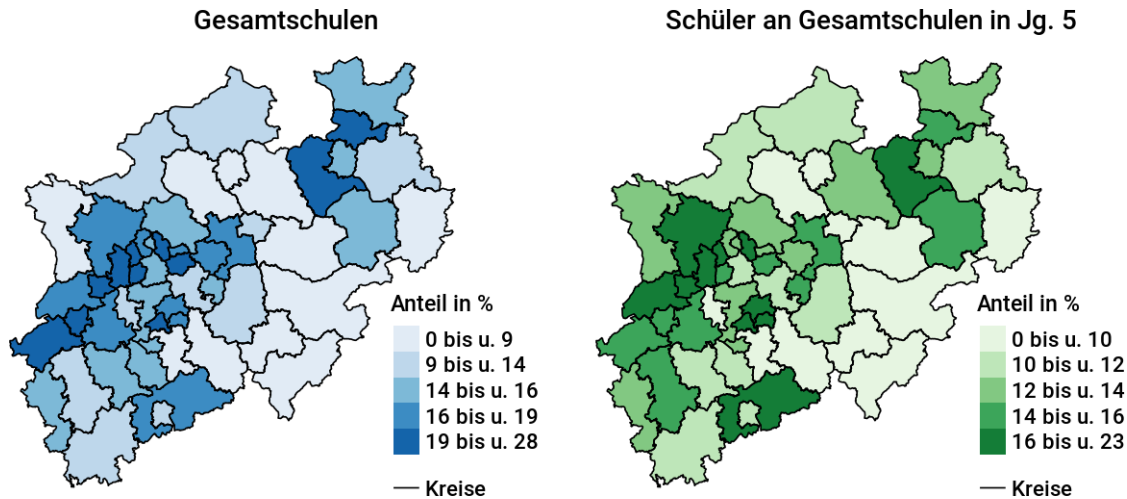 Gesamtschulen
Anteil in %
0 bis u. 9
9 bis u. 14
14 bis u. 16
16 bis u. 19
19 bis u. 28
Kreise
Schüler an Gesamtschulen in Jg. 5
Anteil in %
0 bis u. 10
10 bis u. 12
12 bis u. 14
14 bis u. 16
16 bis u. 23
Kreise